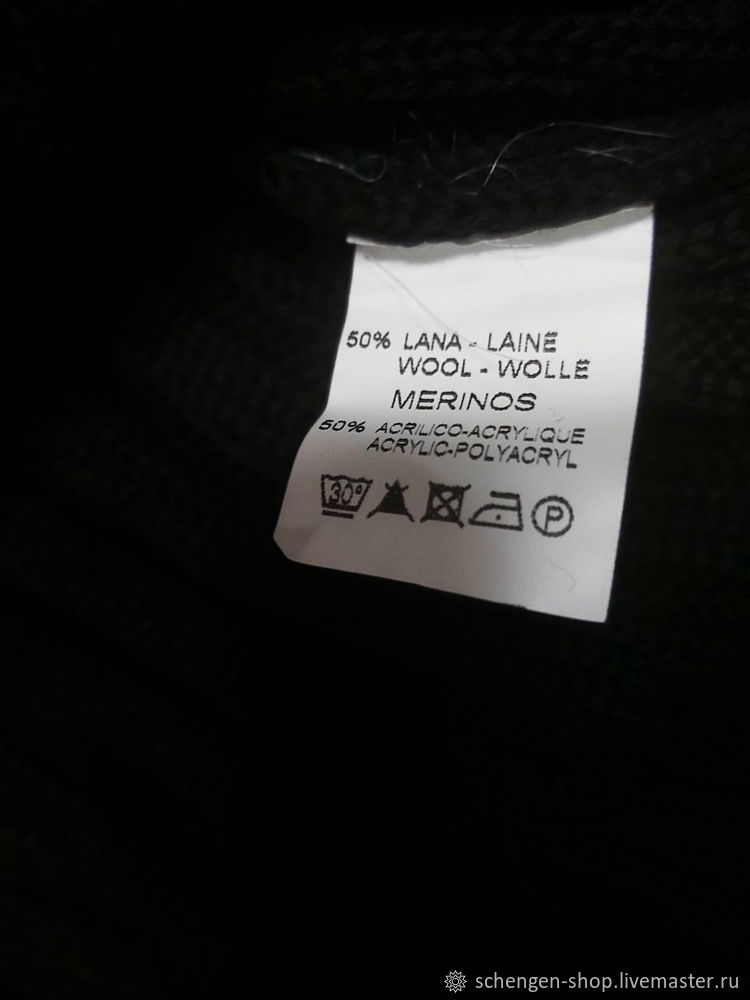 50% LANA - LAINE
WOOL - WOLLE
MERINOS
50% ACRILICO-ACRYLIQUE
ACRYLIC-POLYACRYL
30° P
schengen-shop.livemaster.ru